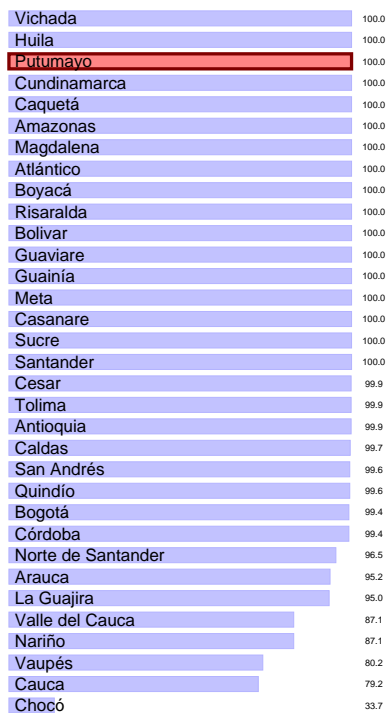 Vichada 100.0
Huila 100.0
Putumayo 100.0
Cundinamarca 100.0
Caquetá 100.0
Amazonas 100.0
Magdalena 100.0
Atlántico 100.0
Boyacá 100.0
Risaralda 100.0
Bolivar 100.0
Guaviare 100.0
Guainía 100.0
Meta 100.0
Casanare 100.0
Sucre 100.0
Santander 100.0
Cesar 99.9
Tolima 99.9
Antioquia 99.9
Caldas 99.7
San Andrés 99.6
Quindío 99.6
Bogotá 99.4
Córdoba 99.4
Norte de Santander 96.5
Arauca 95.2
La Guajira 95.0
Valle del Cauca 87.1
Nariño 87.1
Vaupés 80.2
Cauca 79.2
Chocó 33.7